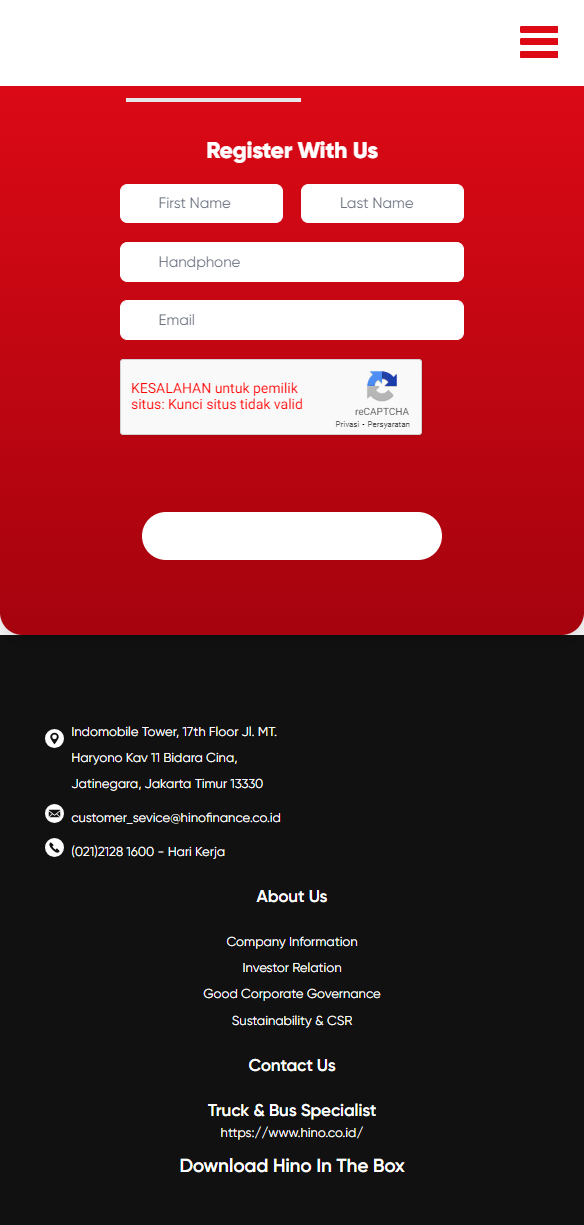 Register With Us
First Name
Last Name
Handphone
Email
KESALAHAN untuk pemilik
situs: Kunci situs tidak valid
reCAPTCHA
Privasi - Persyaratan
Indomobile Tower, 17th Floor Jl. MT.
Haryono Kav 11 Bidara Cina,
Jatinegara, Jakarta Timur 13330
customer_sevice@hinofinance.co.id
(021)2128 1600 - Hari Kerja
About Us
Company Information
Investor Relation
Good Corporate Governance
Sustainability & CSR
Contact Us
Truck & Bus Specialist
https://www.hino.co.id/
Download Hino In The Box